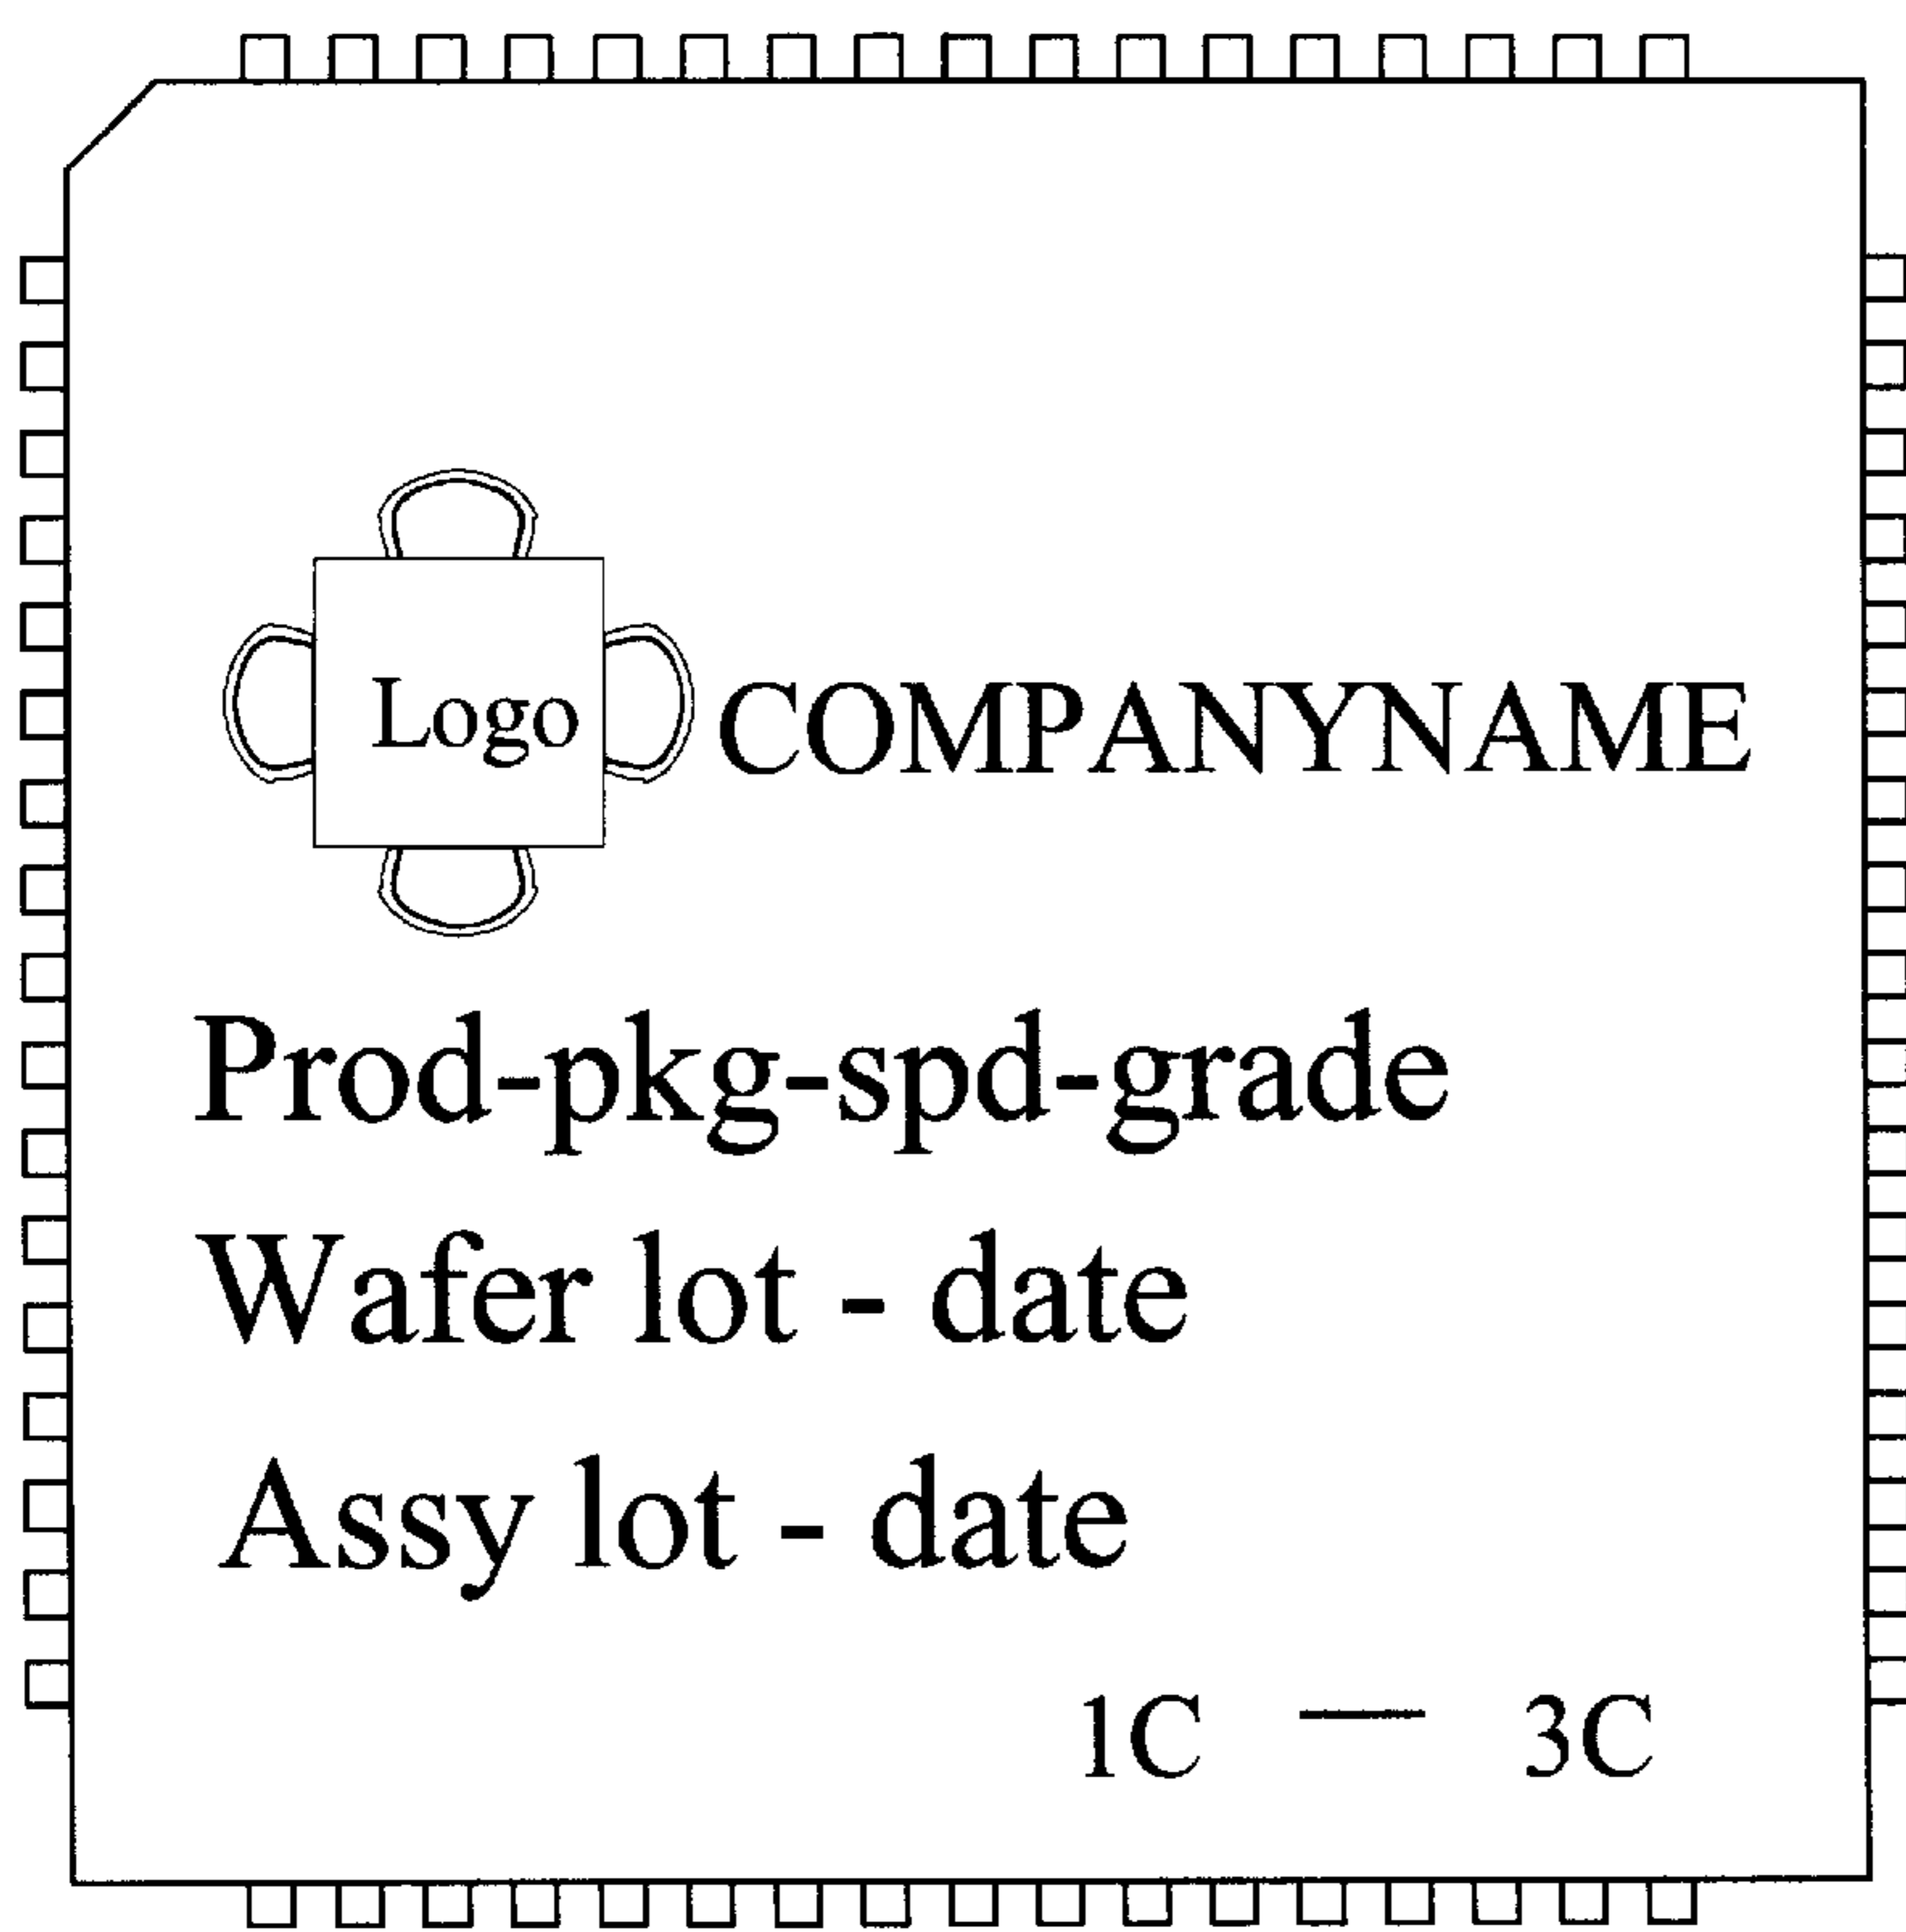 Logo COMPANYNAME
Prod-pkg-spd-grade
Wafer lot - date
Assy lot - date
1C — 3C